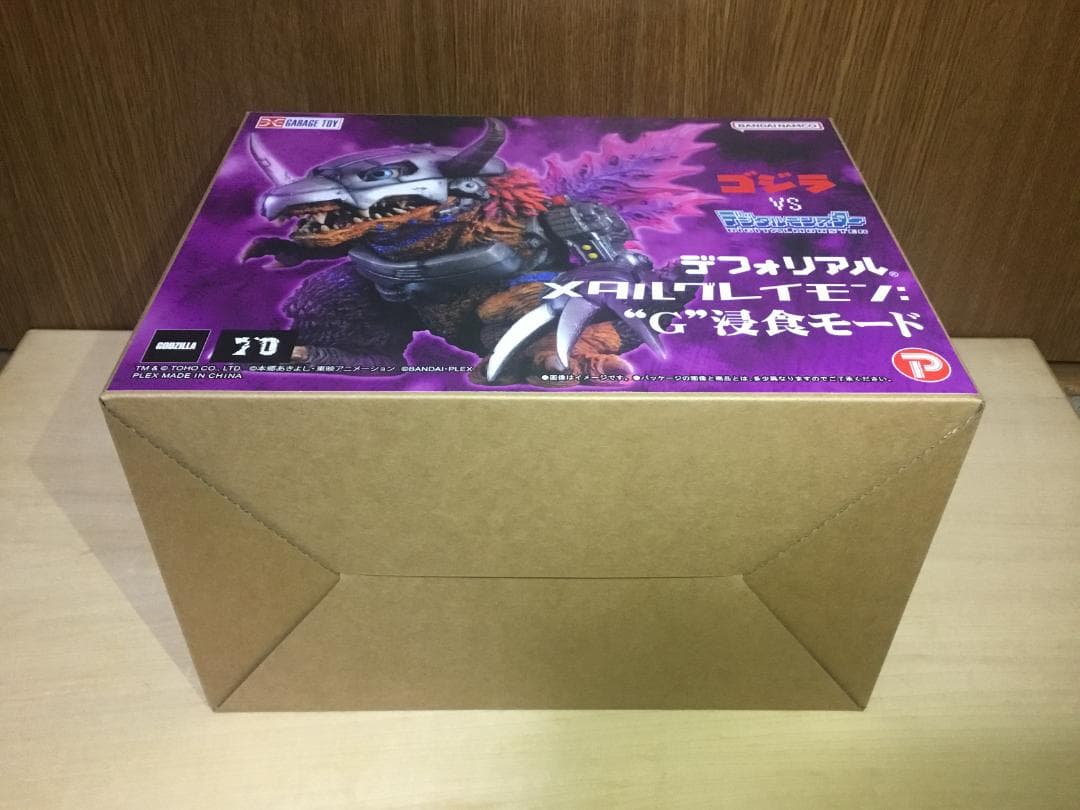 GARAGE TOY
BANDAI NAMCO
ゴジラ
VS
デジタルモンスター
DIGITALMONSTER
デフォリアル®
メタルグレイモン:
“G”浸食モード
GODZILLA
70
TM & © TOHO CO., LTD. ©本郷あきよし・東映アニメーション ©BANDAI・PLEX
PLEX MADE IN CHINA
●画像はイメージです。●パッケージの画像と商品とは、多少異なりますのでご了承ください。
P